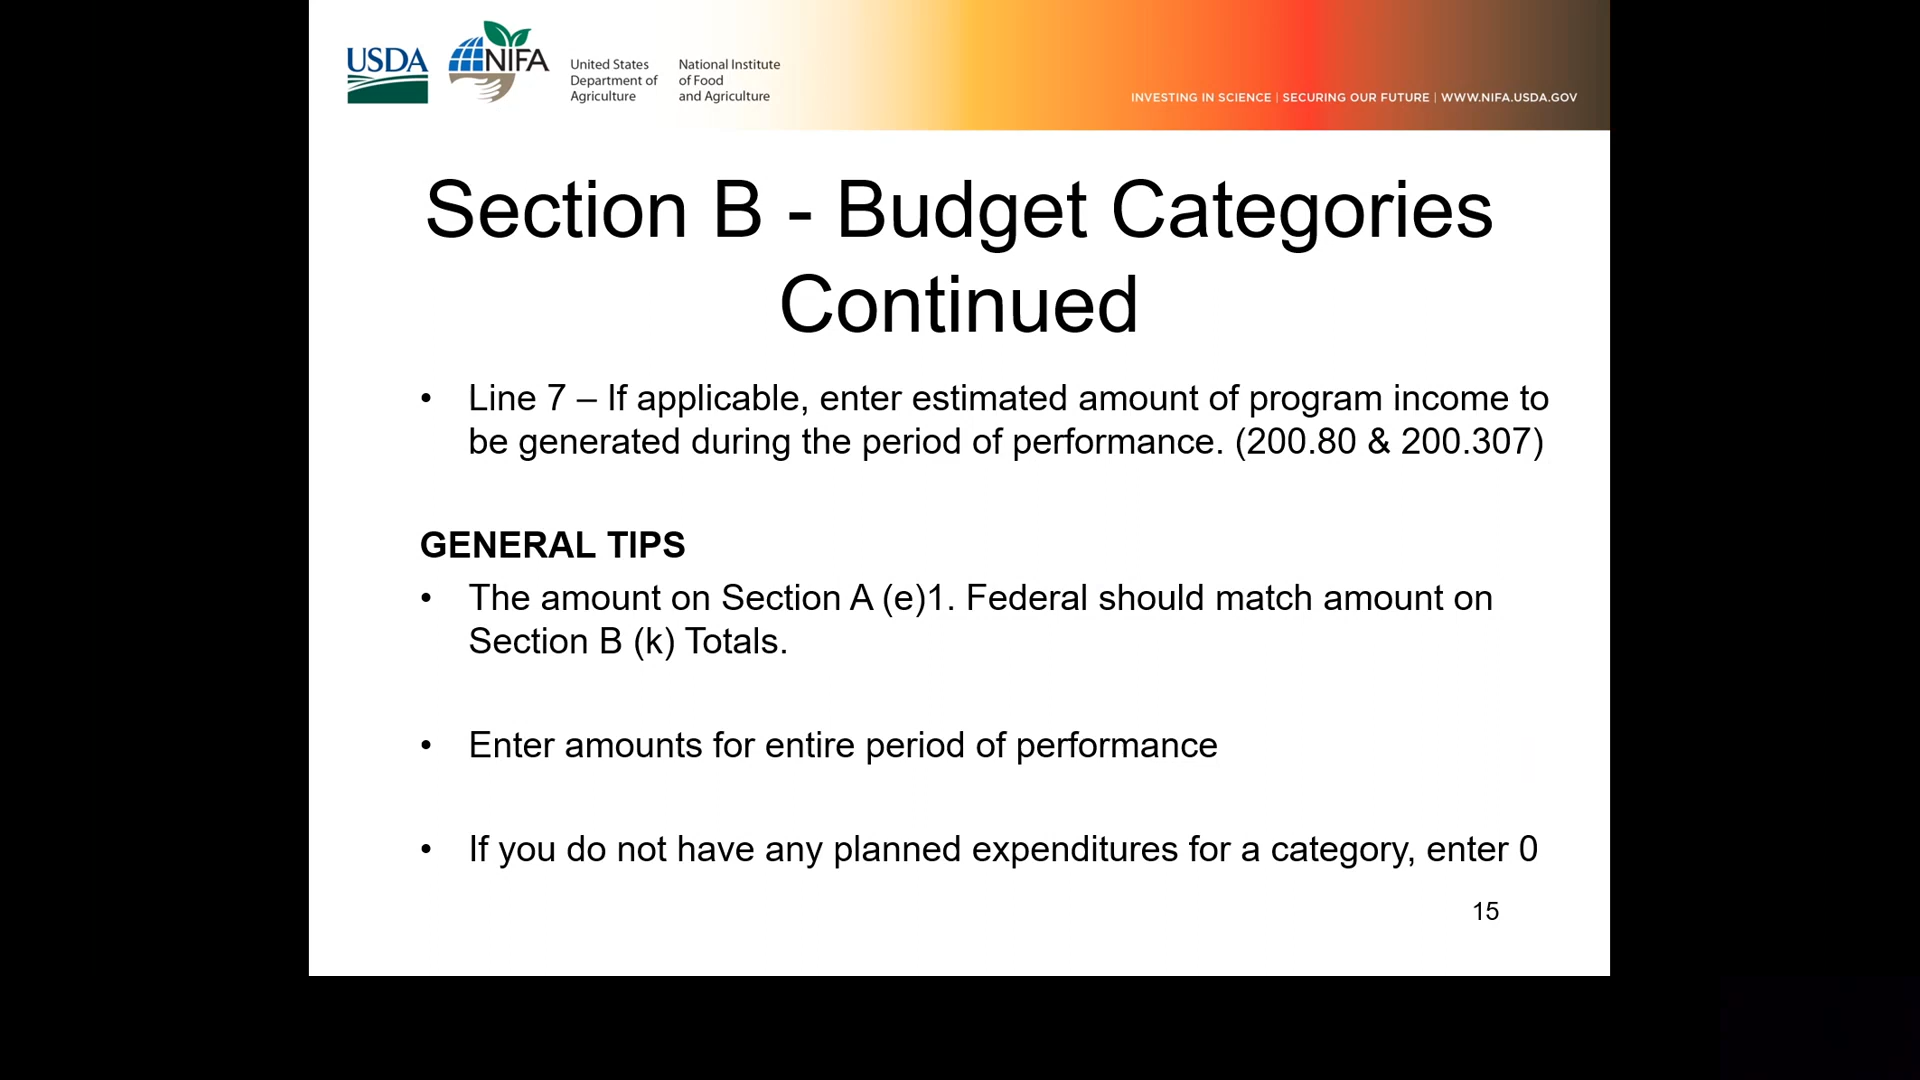 USDA
NIFA
United States
Department of
Agriculture
National Institute
of Food
and Agriculture
INVESTING IN SCIENCE | SECURING OUR FUTURE | WWW.NIFA.USDA.GOV
Section B - Budget Categories
Continued
• Line 7 – If applicable, enter estimated amount of program income to
be generated during the period of performance. (200.80 & 200.307)
GENERAL TIPS
• The amount on Section A (e)1. Federal should match amount on
Section B (k) Totals.
• Enter amounts for entire period of performance
• If you do not have any planned expenditures for a category, enter 0
15